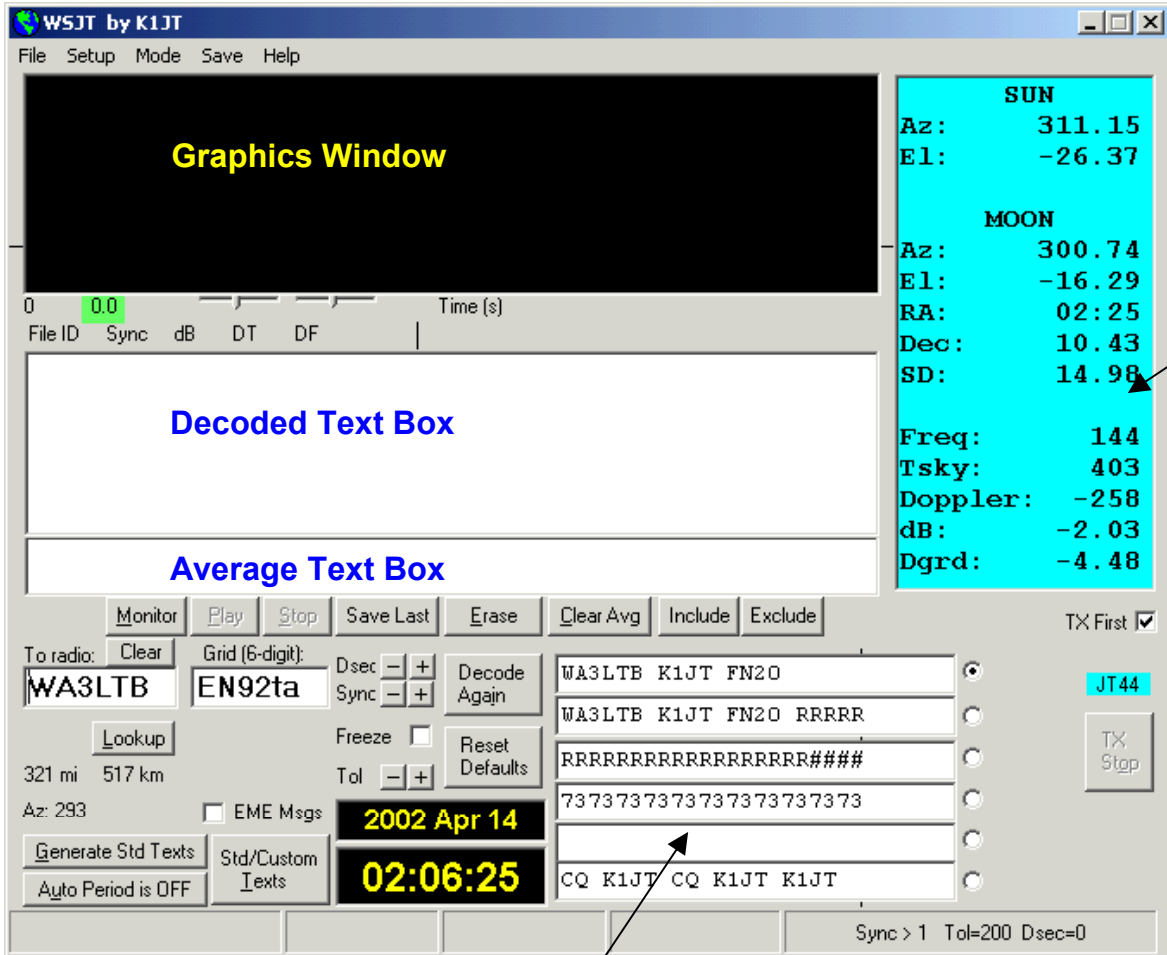 WSJT by K1JT
File Setup Mode Save Help
Graphics Window
SUN
Az: 311.15
El: -26.37
MOON
Az: 300.74
El: -16.29
RA: 02:25
Dec: 10.43
SD: 14.98
Freq: 144
Tsky: 403
Doppler: -258
dB: -2.03
Dgrd: -4.48
0 0.0 Time (s)
File ID Sync dB DT DF
Decoded Text Box
Average Text Box
Monitor Play Stop Save Last Erase Clear Avg Include Exclude TX First
To radio: Clear Grid (6-digit):
WA3LTB EN92ta
Lookup
321 mi 517 km
Az: 293 EME Msgs
Generate Std Texts
Auto Period is OFF
Std/Custom
Texts
Dsec - +
Sync - +
Freeze
Tol - +
Decode
Again
Reset
Defaults
2002 Apr 14
02:06:25
WA3LTB K1JT FN20
WA3LTB K1JT FN20 RRRRR
RRRRRRRRRRRRRRRRRR####
7373737373737373737373
CQ K1JT CQ K1JT K1JT
JT44
TX
Stop
Sync > 1 Tol=200 Dsec=0